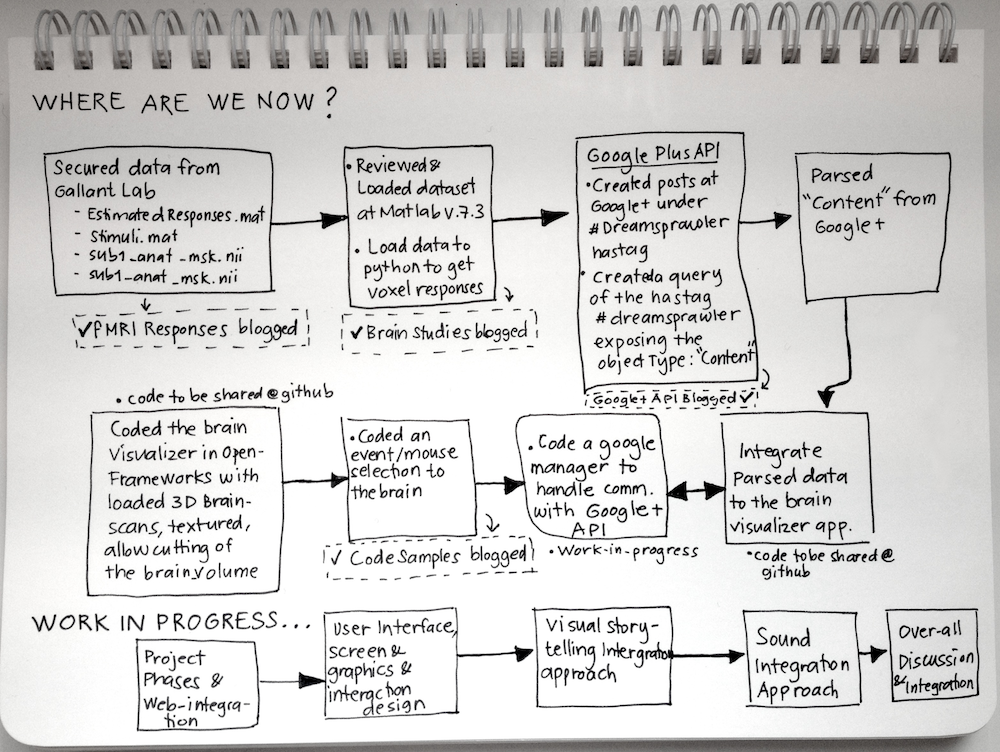 WHERE ARE WE NOW?
Secured data from
Gallant Lab
- EstimatedResponses.mat
- Stimuli.mat
- sub1_anat_msk.nii
- sub1_anat_msk.nii
✓fMRI Responses blogged
• Reviewed &
Loaded dataset
at Matlab v.7.3
• Load data to
python to get
voxel responses
✓ Brain Studies blogged
Google Plus API
• Created posts at
Google+ under
#Dreamsprawler
hastag
• Created a query
of the hastag
#dreamsprawler
exposing the
objectType: "Content"
Google+ API Blogged ✓
Parsed
"Content" from
Google+
• code to be shared @ github
Coded the brain
Visualizer in Open-
Frameworks with
loaded 3D Brain-
scans, textured,
allow cutting of
the brain volume
• Coded an
event/mouse
selection to
the brain
✓ Code Samples blogged
• Code a google
manager to
handle comm.
with Google+
API
• Work-in-progress
Integrate
Parsed data
to the brain
visualizer app.
• code to be shared @
github
WORK IN PROGRESS...
Project
Phases &
Web-integra-
tion
User Interface,
screen &
graphics &
interaction
design
Visual story-
telling Intergration
approach
Sound
Integration
Approach
Over-all
Discussion
& Integration